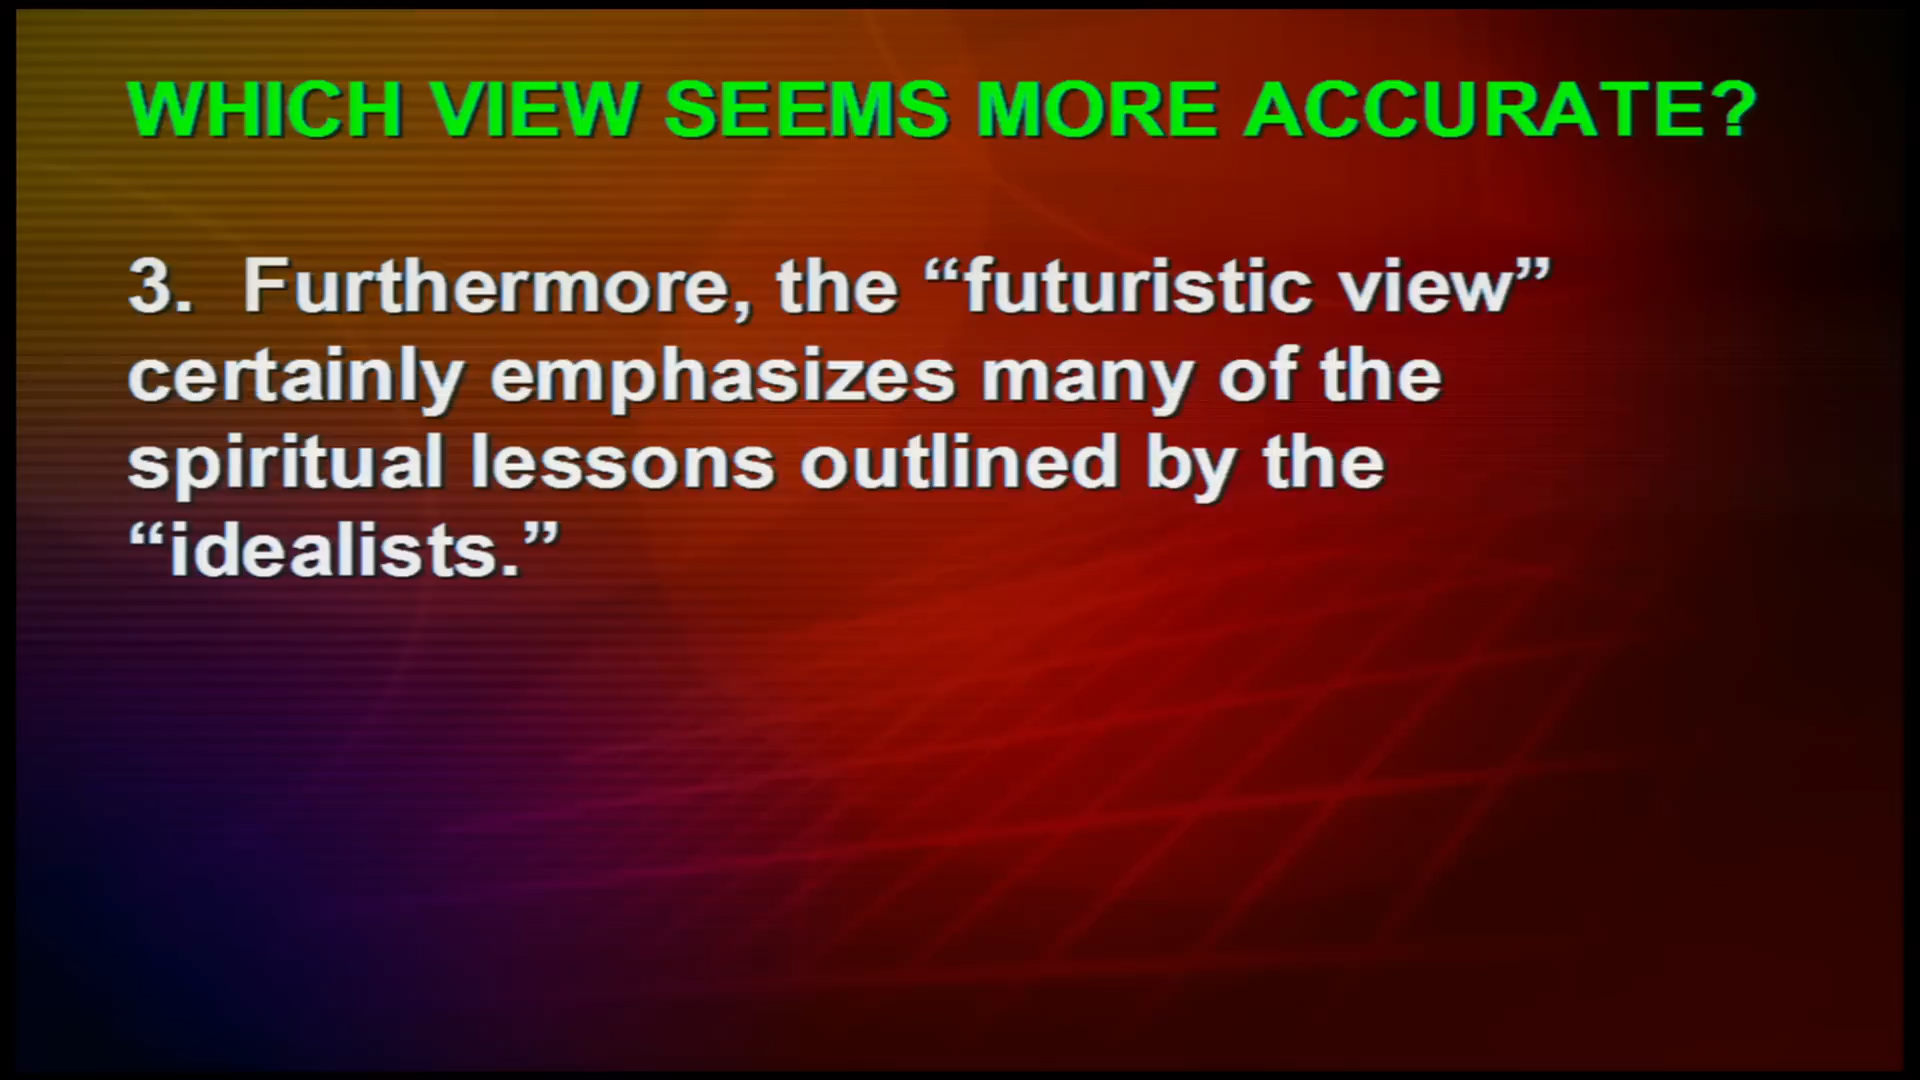 WHICH VIEW SEEMS MORE ACCURATE?
3. Furthermore, the “futuristic view”
certainly emphasizes many of the
spiritual lessons outlined by the
“idealists.”